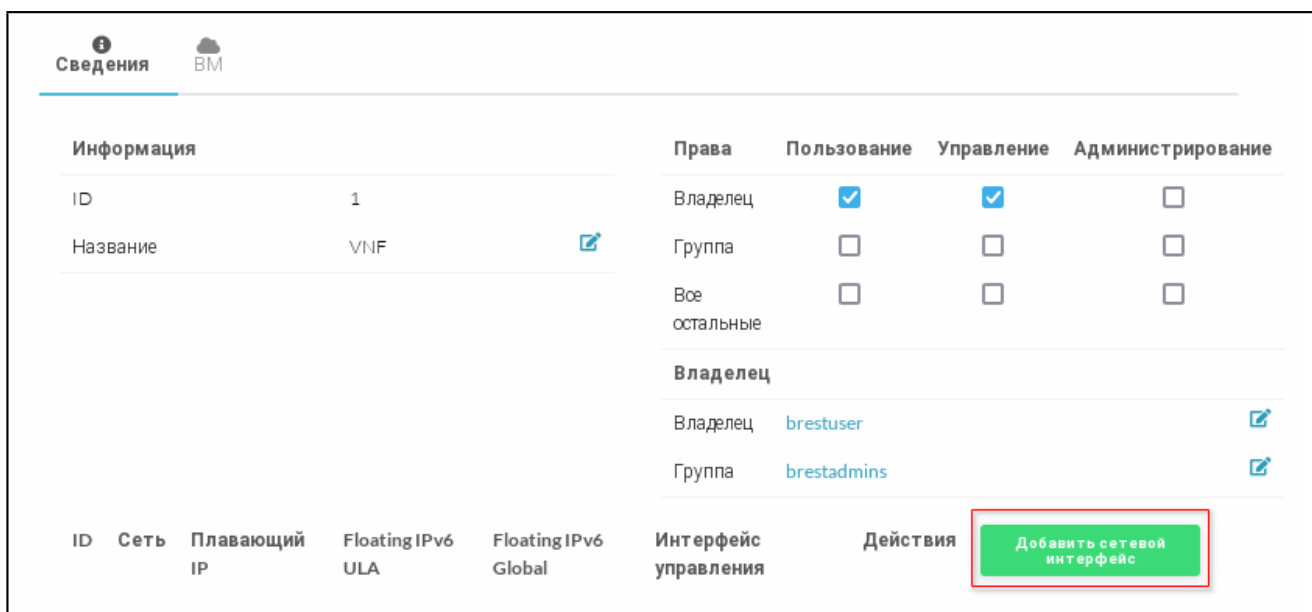 Сведения
ВМ
Информация
ID 1
Название VNF
Права Пользование Управление Администрирование
Владелец
Группа
Все
остальные
Владелец
Владелец brestuser
Группа brestadmins
ID Сеть Плавающий Floating IPv6 Floating IPv6 Интерфейс Действия Добавить сетевой
IP ULA Global управления интерфейс